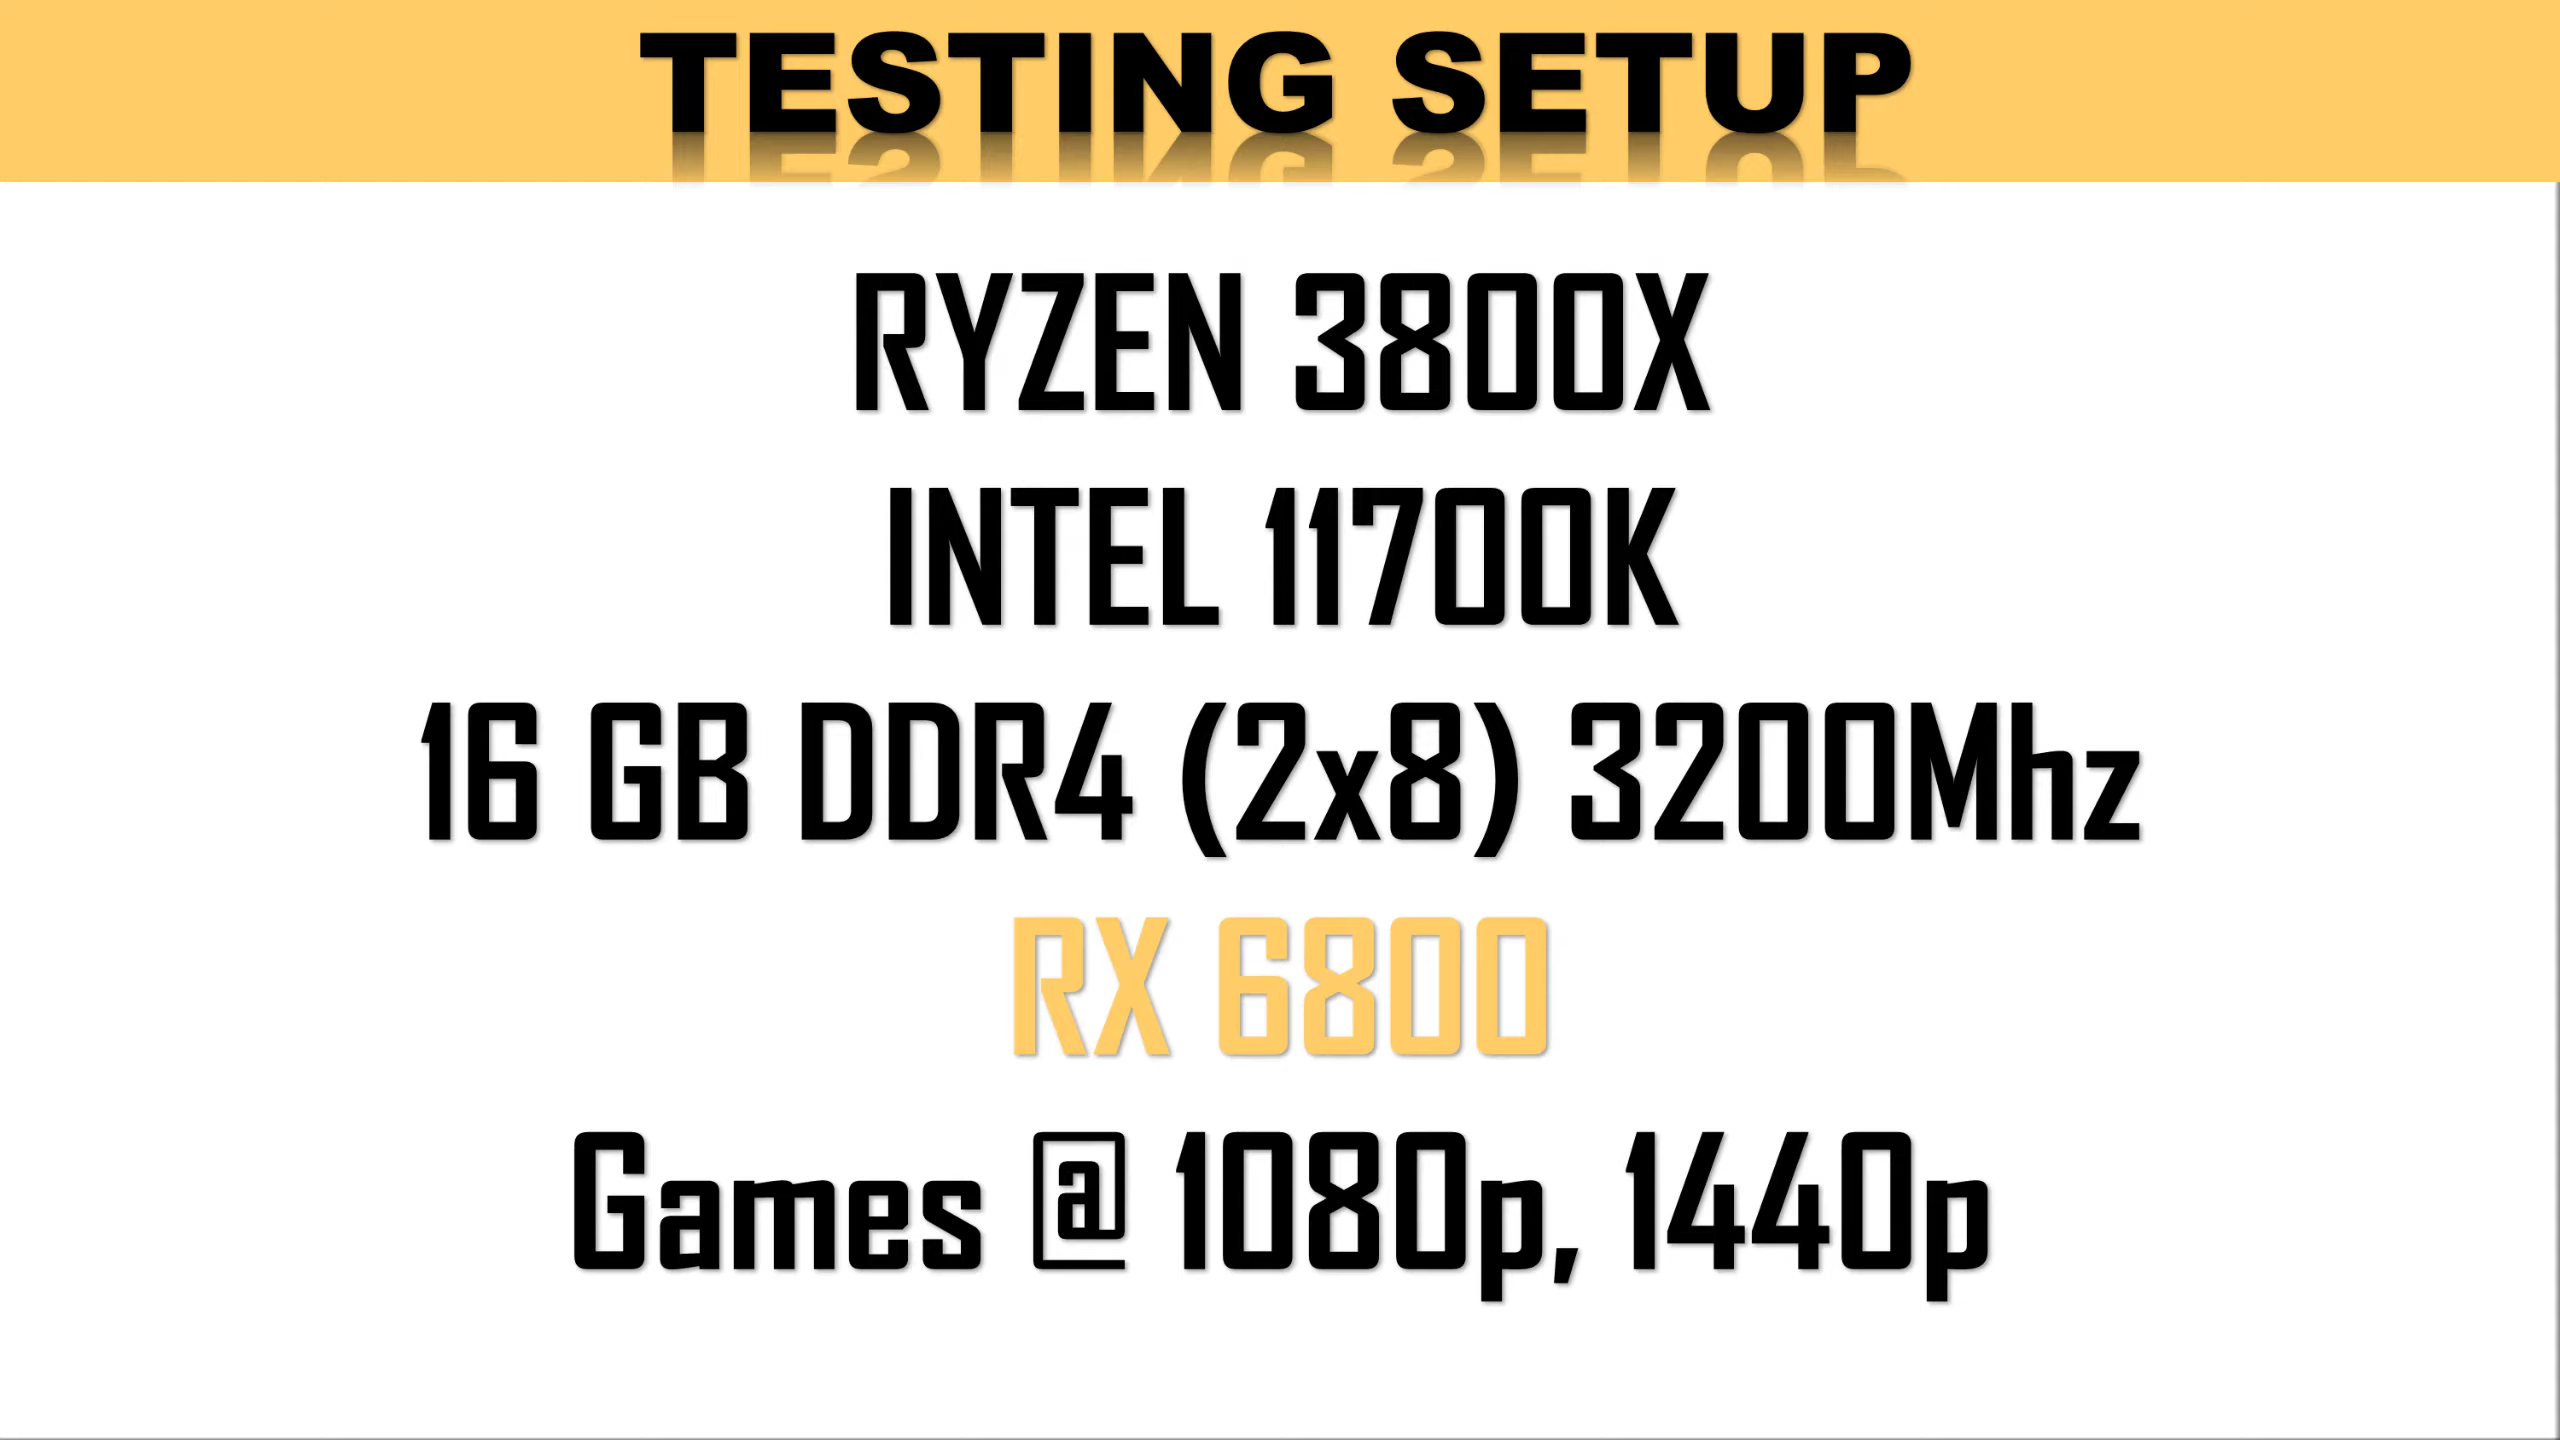 TESTING SETUP
RYZEN 3800X
INTEL 11700K
16 GB DDR4 (2x8) 3200Mhz
RX 6800
Games @ 1080p, 1440p